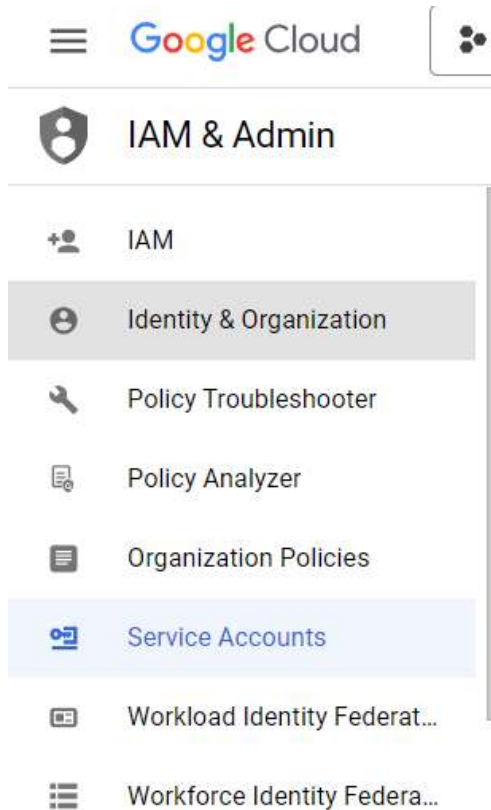 Google Cloud
IAM & Admin
IAM
Identity & Organization
Policy Troubleshooter
Policy Analyzer
Organization Policies
Service Accounts
Workload Identity Federat...
Workforce Identity Federa...